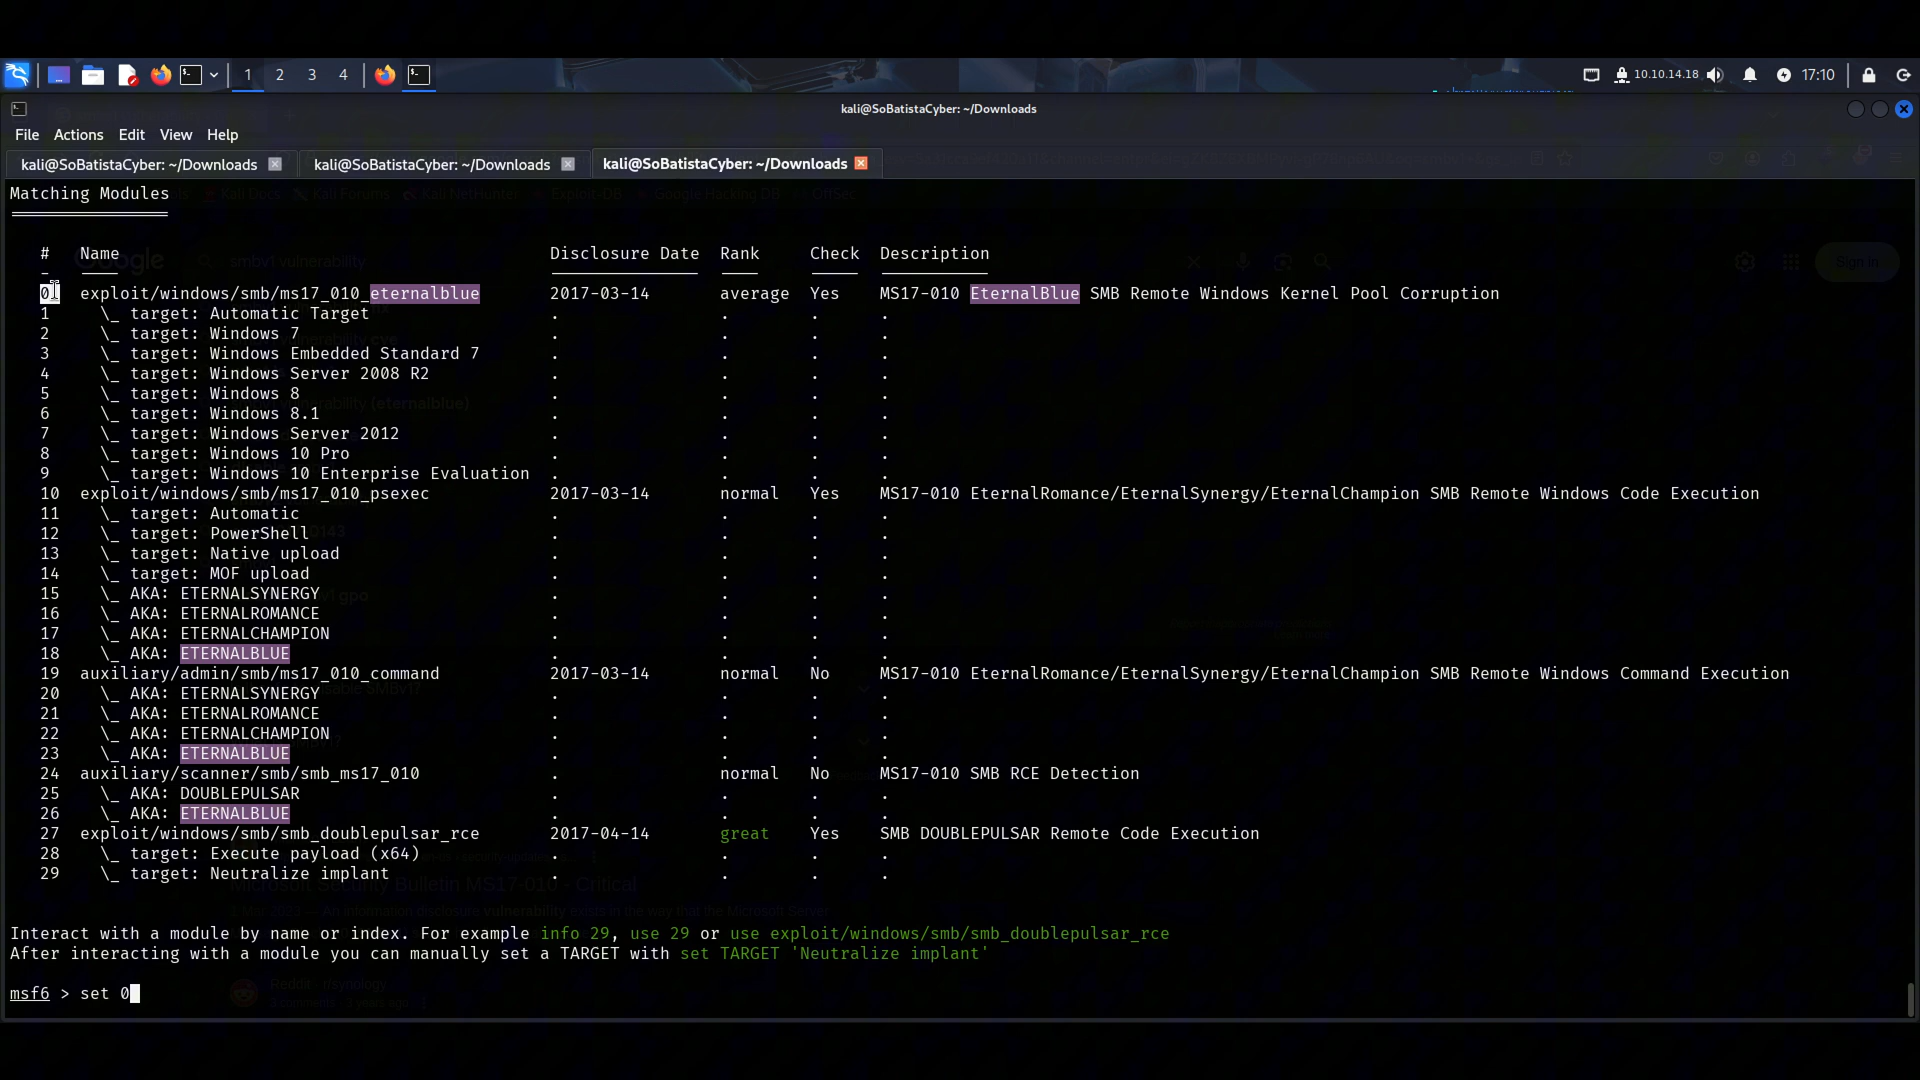 1 2 3 4 10.10.14.18 17:10
kali@SoBatistaCyber: ~/Downloads
File Actions Edit View Help
kali@SoBatistaCyber: ~/Downloads kali@SoBatistaCyber: ~/Downloads kali@SoBatistaCyber: ~/Downloads
Matching Modules
# Name Disclosure Date Rank Check Description
0 exploit/windows/smb/ms17_010_eternalblue 2017-03-14 average Yes MS17-010 EternalBlue SMB Remote Windows Kernel Pool Corruption
1 \_ target: Automatic Target . . . .
2 \_ target: Windows 7 . . . .
3 \_ target: Windows Embedded Standard 7 . . . .
4 \_ target: Windows Server 2008 R2 . . . .
5 \_ target: Windows 8 . . . .
6 \_ target: Windows 8.1 . . . .
7 \_ target: Windows Server 2012 . . . .
8 \_ target: Windows 10 Pro . . . .
9 \_ target: Windows 10 Enterprise Evaluation . . . .
10 exploit/windows/smb/ms17_010_psexec 2017-03-14 normal Yes MS17-010 EternalRomance/EternalSynergy/EternalChampion SMB Remote Windows Code Execution
11 \_ target: Automatic . . . .
12 \_ target: PowerShell . . . .
13 \_ target: Native upload . . . .
14 \_ target: MOF upload . . . .
15 \_ AKA: ETERNALSYNERGY . . . .
16 \_ AKA: ETERNALROMANCE . . . .
17 \_ AKA: ETERNALCHAMPION . . . .
18 \_ AKA: ETERNALBLUE . . . .
19 auxiliary/admin/smb/ms17_010_command 2017-03-14 normal No MS17-010 EternalRomance/EternalSynergy/EternalChampion SMB Remote Windows Command Execution
20 \_ AKA: ETERNALSYNERGY . . . .
21 \_ AKA: ETERNALROMANCE . . . .
22 \_ AKA: ETERNALCHAMPION . . . .
23 \_ AKA: ETERNALBLUE . . . .
24 auxiliary/scanner/smb/smb_ms17_010 . normal No MS17-010 SMB RCE Detection
25 \_ AKA: DOUBLEPULSAR . . . .
26 \_ AKA: ETERNALBLUE . . . .
27 exploit/windows/smb/smb_doublepulsar_rce 2017-04-14 great Yes SMB DOUBLEPULSAR Remote Code Execution
28 \_ target: Execute payload (x64) . . . .
29 \_ target: Neutralize implant . . . .
Microsoft Security Bulletin MS17-010 - Critical
Interact with a module by name or index. For example info 29, use 29 or use exploit/windows/smb/smb_doublepulsar_rce
After interacting with a module you can manually set a TARGET with set TARGET 'Neutralize implant'
msf6 > set 0